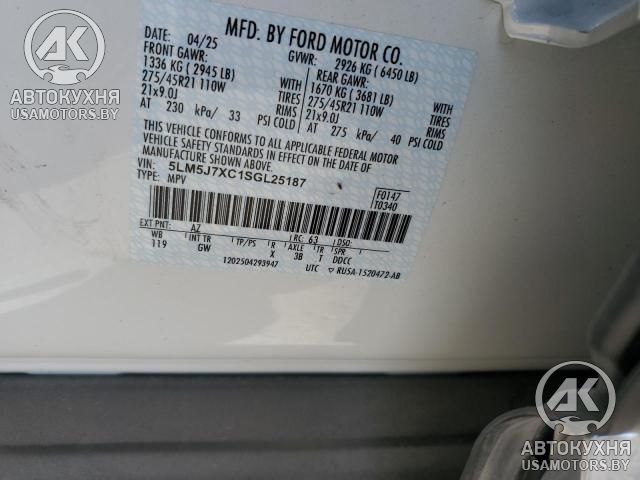 MFD. BY FORD MOTOR CO.
DATE: 04/25 GVWR: 2926 KG ( 6450 LB)
FRONT GAWR: REAR GAWR:
1336 KG ( 2945 LB) WITH 1670 KG ( 3681 LB) WITH
275/45R21 110W TIRES 275/45R21 110W TIRES
21x9.0J RIMS 21x9.0J RIMS
AT 230 kPa/ 33 PSI COLD AT 275 kPa/ 40 PSI COLD
THIS VEHICLE CONFORMS TO ALL APPLICABLE FEDERAL MOTOR
VEHICLE SAFETY STANDARDS IN EFFECT ON THE DATE OF
MANUFACTURE SHOWN ABOVE.
VIN: 5LM5J7XC1SGL25187
TYPE: MPV
F0147
T0340
EXT PNT: AZ RC: 63 DSO:
WB INT TR TP/PS R AXLE TR SPR
119 GW X 3B T DDCC
1202504293947 UTC ▽ RU5A-1520472-AB
АК
АВТОКУХНЯ
USAMOTORS.BY
АК
АВТОКУХНЯ
USAMOTORS.BY